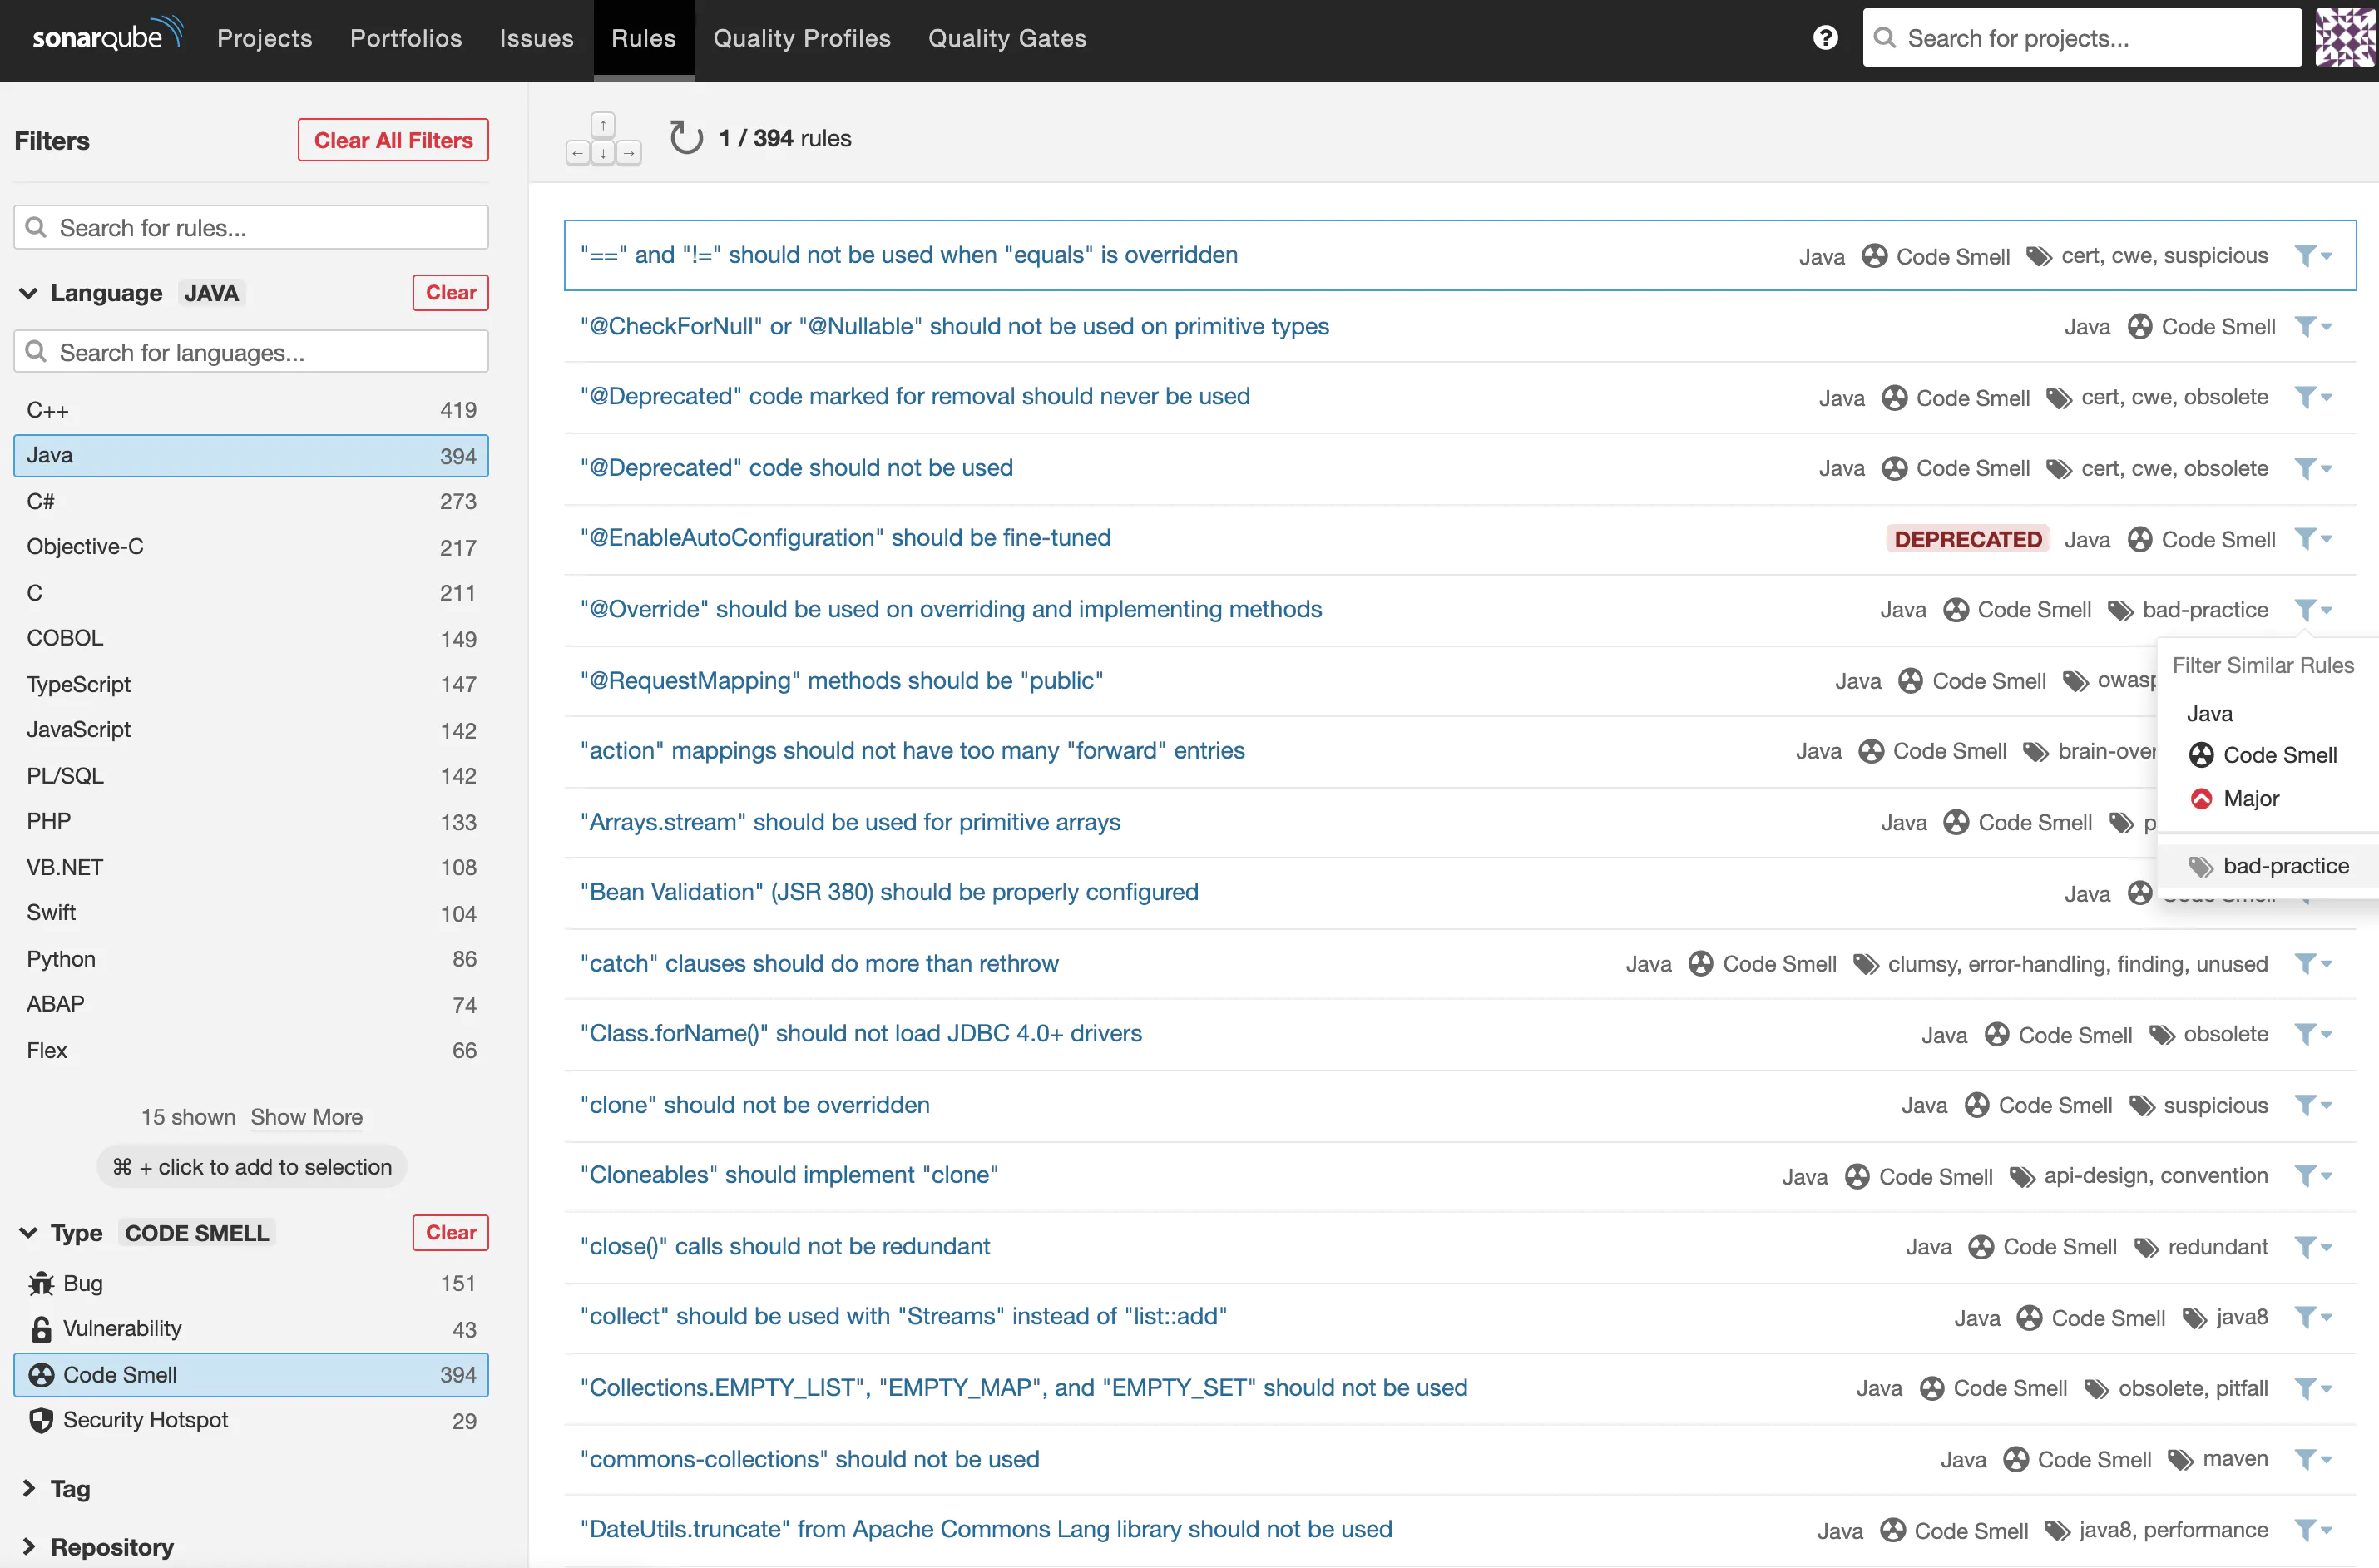 sonarqube Projects Portfolios Issues Rules Quality Profiles Quality Gates Search for projects...
Filters Clear All Filters
Search for rules...
Language JAVA Clear
Search for languages...
C++ 419
Java 394
C# 273
Objective-C 217
C 211
COBOL 149
TypeScript 147
JavaScript 142
PL/SQL 142
PHP 133
VB.NET 108
Swift 104
Python 86
ABAP 74
Flex 66
15 shown Show More
⌘ + click to add to selection
Type CODE SMELL Clear
Bug 151
Vulnerability 43
Code Smell 394
Security Hotspot 29
Tag
Repository
1 / 394 rules
"==" and "!=" should not be used when "equals" is overridden Java Code Smell cert, cwe, suspicious
"@CheckForNull" or "@Nullable" should not be used on primitive types Java Code Smell
"@Deprecated" code marked for removal should never be used Java Code Smell cert, cwe, obsolete
"@Deprecated" code should not be used Java Code Smell cert, cwe, obsolete
"@EnableAutoConfiguration" should be fine-tuned DEPRECATED Java Code Smell
"@Override" should be used on overriding and implementing methods Java Code Smell bad-practice
"@RequestMapping" methods should be "public" Java Code Smell owasp
"action" mappings should not have too many "forward" entries Java Code Smell brain-over
"Arrays.stream" should be used for primitive arrays Java Code Smell p
"Bean Validation" (JSR 380) should be properly configured Java
"catch" clauses should do more than rethrow Java Code Smell clumsy, error-handling, finding, unused
"Class.forName()" should not load JDBC 4.0+ drivers Java Code Smell obsolete
"clone" should not be overridden Java Code Smell suspicious
"Cloneables" should implement "clone" Java Code Smell api-design, convention
"close()" calls should not be redundant Java Code Smell redundant
"collect" should be used with "Streams" instead of "list::add" Java Code Smell java8
"Collections.EMPTY_LIST", "EMPTY_MAP", and "EMPTY_SET" should not be used Java Code Smell obsolete, pitfall
"commons-collections" should not be used Java Code Smell maven
"DateUtils.truncate" from Apache Commons Lang library should not be used Java Code Smell java8, performance
Filter Similar Rules
Java
Code Smell
Major
bad-practice